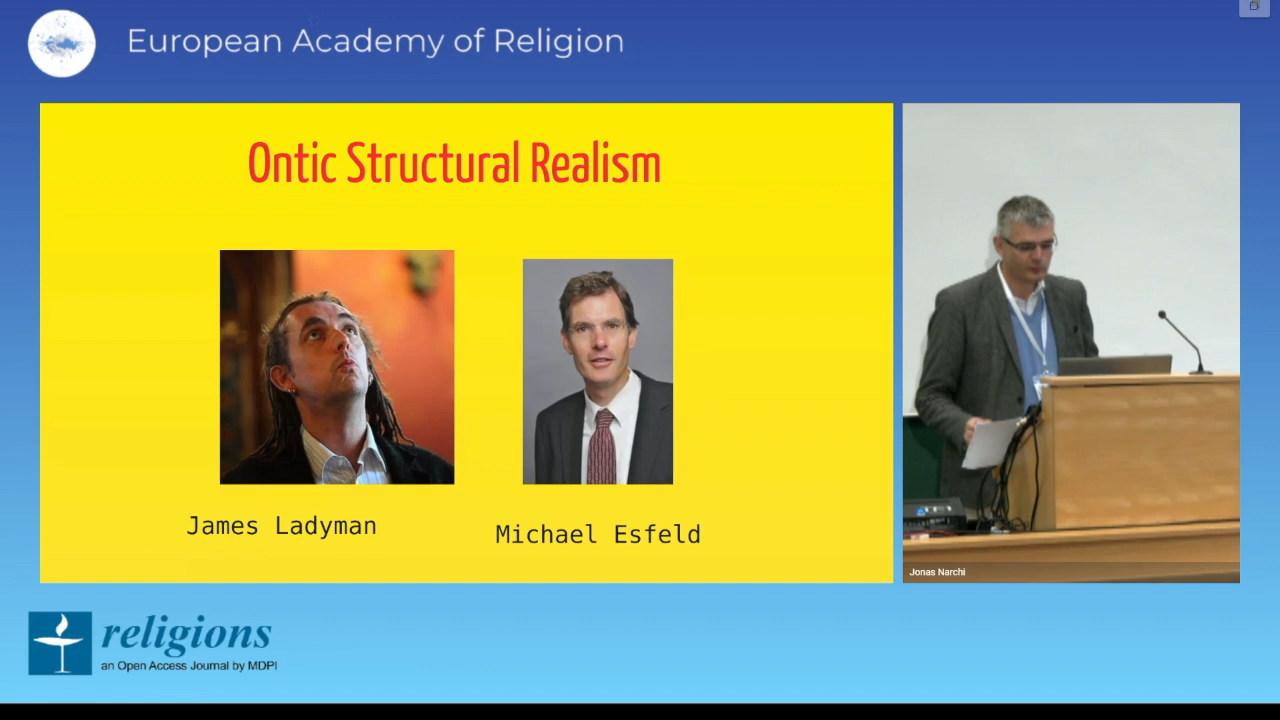 European Academy of Religion
Ontic Structural Realism
James Ladyman
Michael Esfeld
Jonas Narchi
religions
an Open Access Journal by MDPI